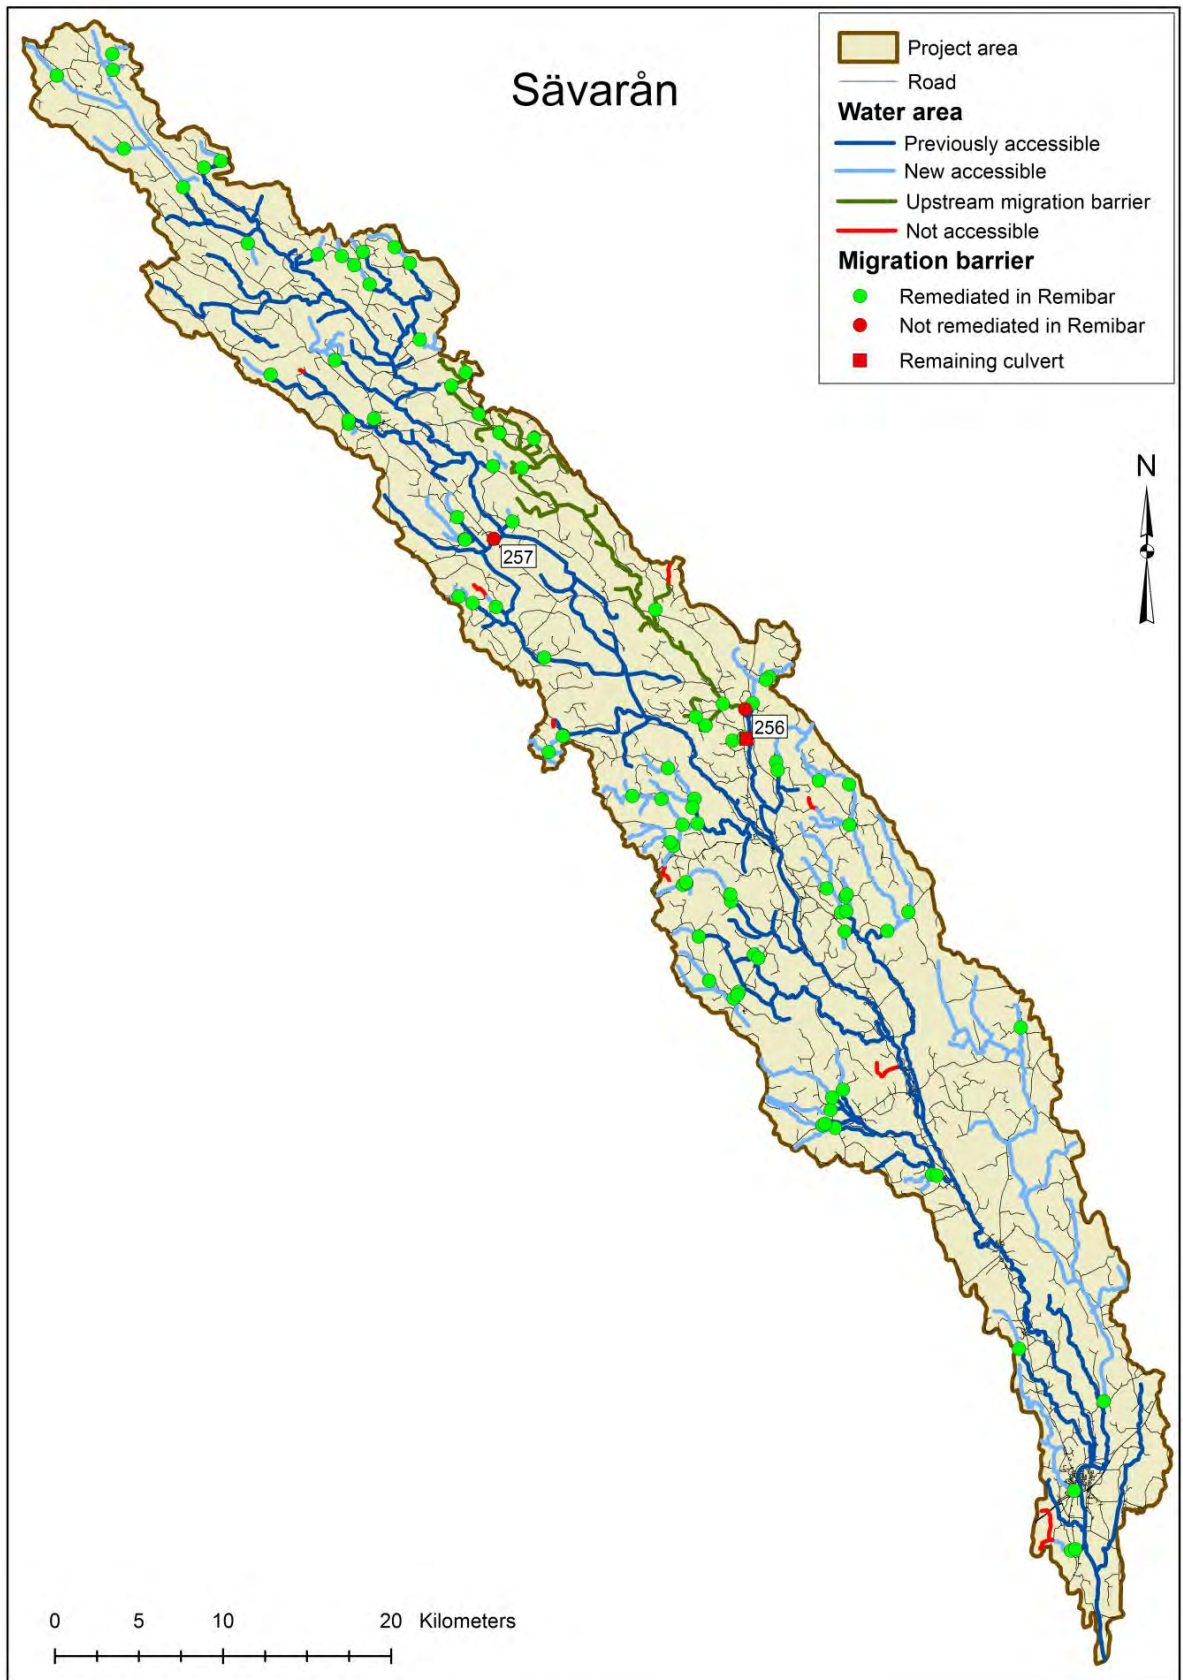 Sävarån
Project area
Road
Water area
Previously accessible
New accessible
Upstream migration barrier
Not accessible
Migration barrier
Remediated in Remibar
Not remediated in Remibar
Remaining culvert
N
257
256
0 5 10 20 Kilometers